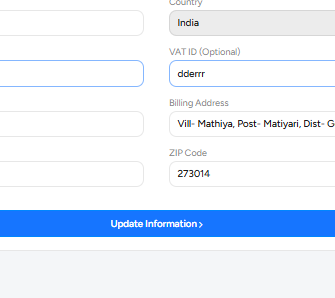 Country
India
VAT ID (Optional)
dderrr
Billing Address
Vill- Mathiya, Post- Matiyari, Dist- G
ZIP Code
273014
Update Information ›